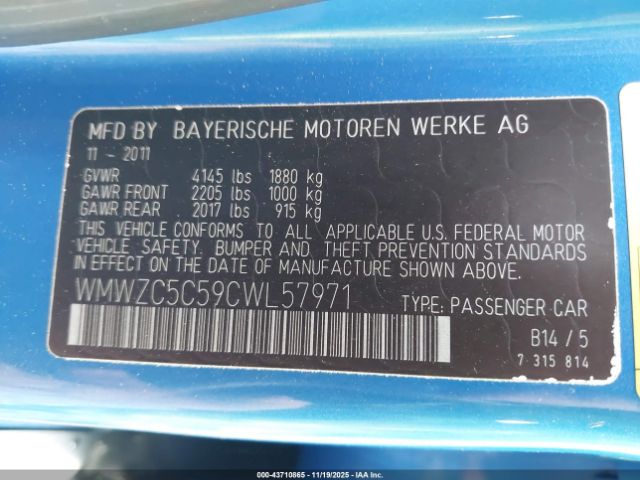 MFD BY BAYERISCHE MOTOREN WERKE AG
11 - 2011
GVWR 4145 lbs 1880 kg
GAWR FRONT 2205 lbs 1000 kg
GAWR REAR 2017 lbs 915 kg
THIS VEHICLE CONFORMS TO ALL APPLICABLE U.S. FEDERAL MOTOR
VEHICLE, SAFETY, BUMPER AND THEFT PREVENTION STANDARDS
IN EFFECT ON THE DATE OF MANUFACTURE SHOWN ABOVE.
WMWZC5C59CWL57971 TYPE: PASSENGER CAR
B14 / 5
7 315 814
000-43710865 - 11/19/2025 - IAAI.COM